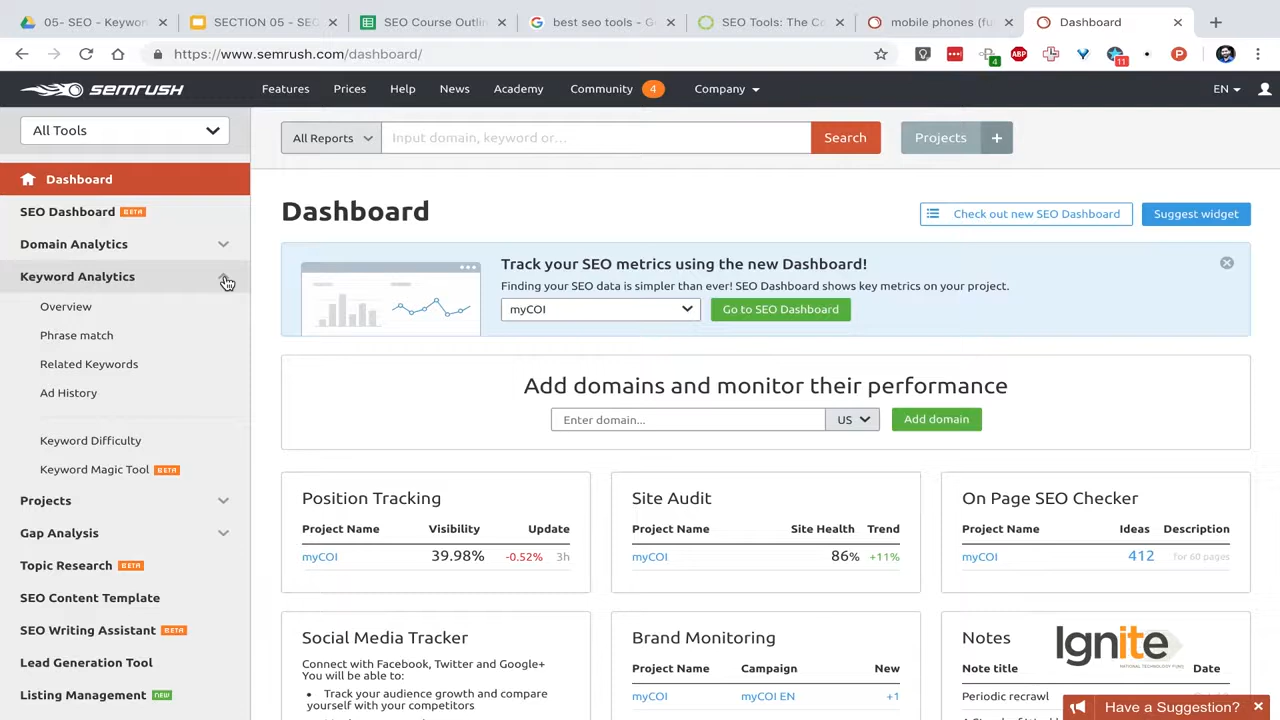 05- SEO - Keywor
SECTION 05 - SEC
SEO Course Outlin
best seo tools - G
SEO Tools: The Co
mobile phones (fu
Dashboard
https://www.semrush.com/dashboard/
4
ABP
11
P
semrush
Features
Prices
Help
News
Academy
Community 4
Company
EN
All Tools
All Reports
Input domain, keyword or...
Search
Projects +
Dashboard
SEO Dashboard BETA
Domain Analytics
Keyword Analytics
Overview
Phrase match
Related Keywords
Ad History
Keyword Difficulty
Keyword Magic Tool BETA
Projects
Gap Analysis
Topic Research BETA
SEO Content Template
SEO Writing Assistant BETA
Lead Generation Tool
Listing Management NEW
Dashboard
Check out new SEO Dashboard
Suggest widget
Track your SEO metrics using the new Dashboard!
Finding your SEO data is simpler than ever! SEO Dashboard shows key metrics on your project.
myCOI
Go to SEO Dashboard
Add domains and monitor their performance
Enter domain...
US
Add domain
Position Tracking
Project Name Visibility Update
myCOI 39.98% -0.52% 3h
Site Audit
Project Name Site Health Trend
myCOI 86% +11%
On Page SEO Checker
Project Name Ideas Description
myCOI 412 for 60 pages
Social Media Tracker
Connect with Facebook, Twitter and Google+
You will be able to:
• Track your audience growth and compare
yourself with your competitors
Brand Monitoring
Project Name Campaign New
myCOI myCOI EN +1
Notes
Note title Date
Periodic recrawl
Ignite
NATIONAL TECHNOLOGY FUND
Have a Suggestion?